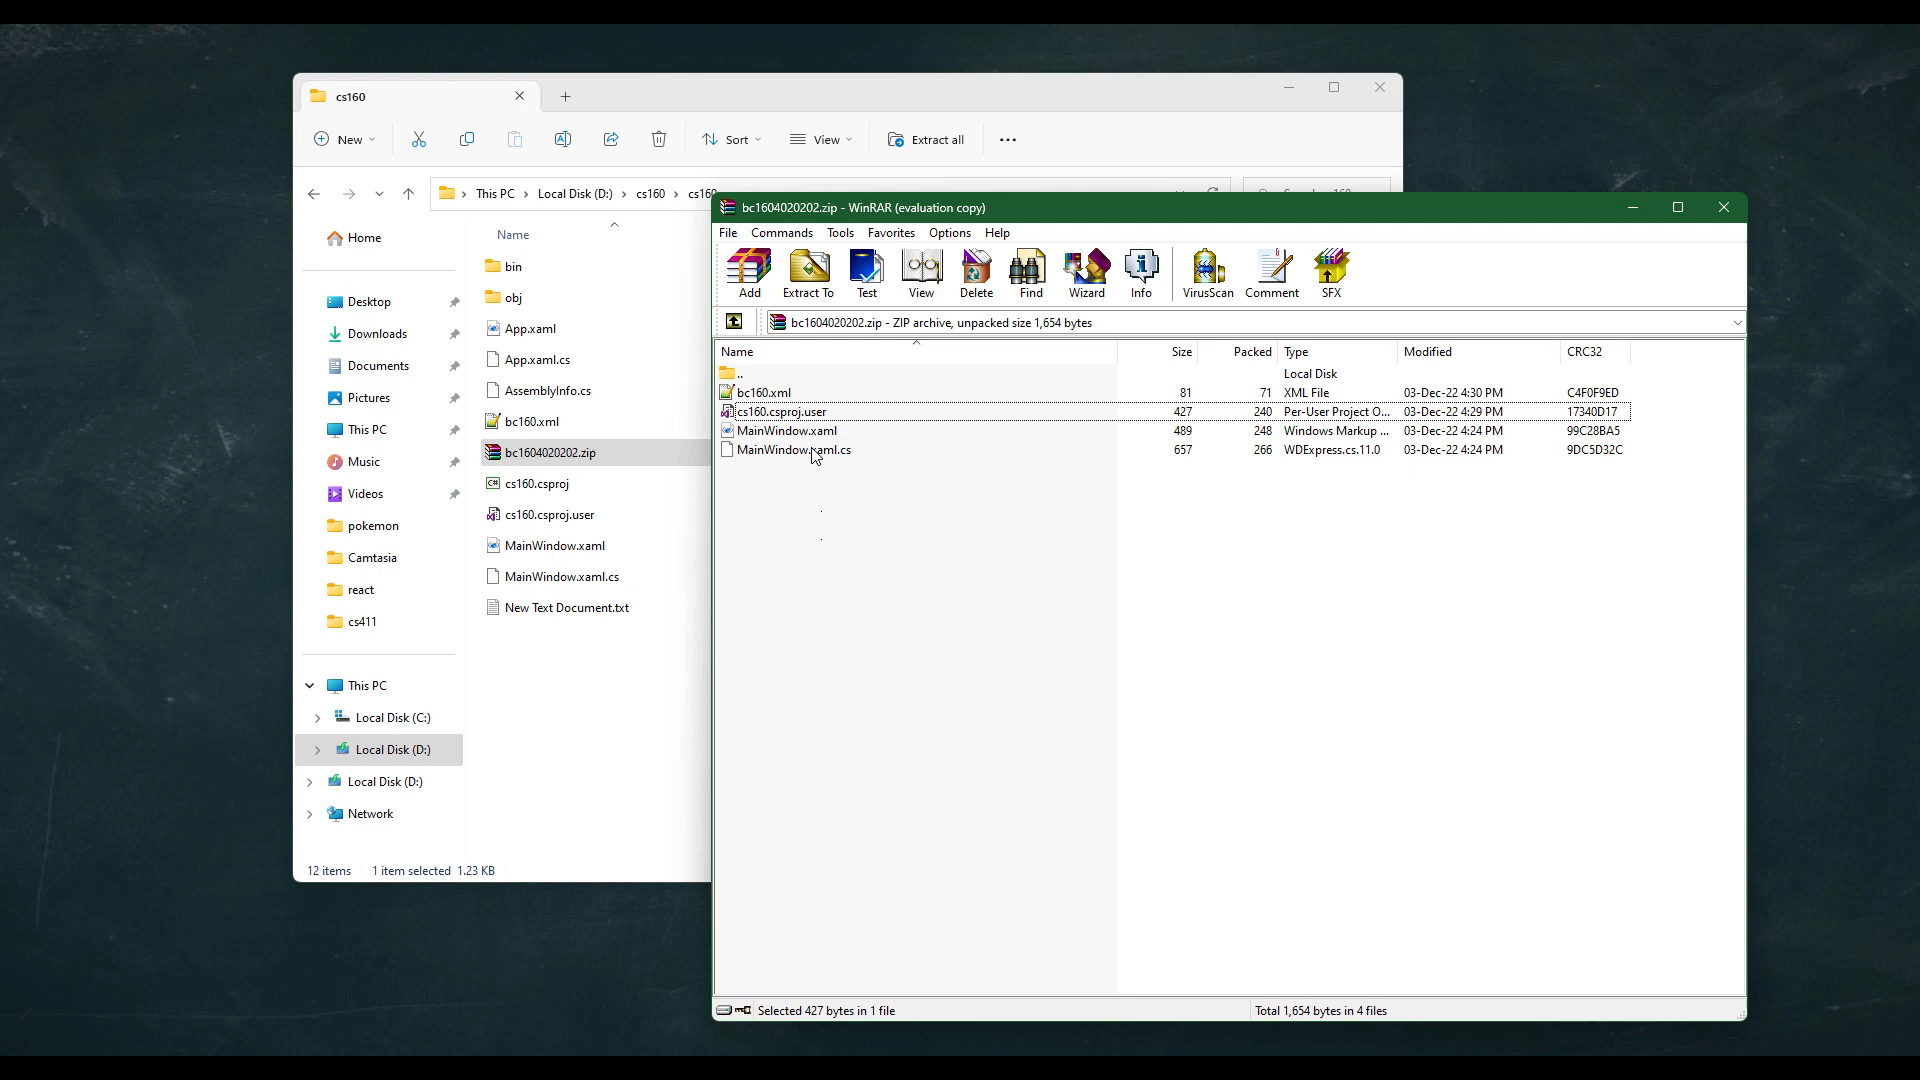 cs160
New
Sort
View
Extract all
This PC > Local Disk (D:) > cs160 > cs160
Home
Desktop
Downloads
Documents
Pictures
This PC
Music
Videos
pokemon
Camtasia
react
cs411
This PC
Local Disk (C:)
Local Disk (D:)
Local Disk (D:)
Network
Name
bin
obj
App.xaml
App.xaml.cs
AssemblyInfo.cs
bc160.xml
bc1604020202.zip
cs160.csproj
cs160.csproj.user
MainWindow.xaml
MainWindow.xaml.cs
New Text Document.txt
12 items 1 item selected 1.23 KB
bc1604020202.zip - WinRAR (evaluation copy)
File Commands Tools Favorites Options Help
Add Extract To Test View Delete Find Wizard Info VirusScan Comment SFX
bc1604020202.zip - ZIP archive, unpacked size 1,654 bytes
Name Size Packed Type Modified CRC32
.. Local Disk
bc160.xml 81 71 XML File 03-Dec-22 4:30 PM C4F0F9ED
cs160.csproj.user 427 240 Per-User Project O... 03-Dec-22 4:29 PM 17340D17
MainWindow.xaml 489 248 Windows Markup ... 03-Dec-22 4:24 PM 99C28BA5
MainWindow.xaml.cs 657 266 WDExpress.cs.11.0 03-Dec-22 4:24 PM 9DC5D32C
Selected 427 bytes in 1 file
Total 1,654 bytes in 4 files